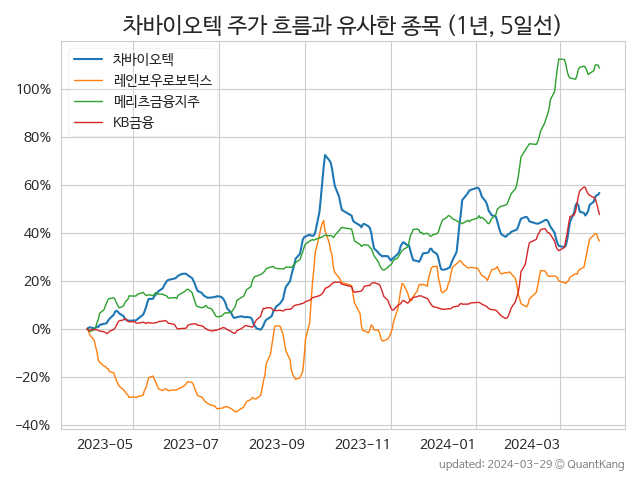 차바이오텍 주가 흐름과 유사한 종목 (1년, 5일선)
차바이오텍
레인보우로보틱스
메리츠금융지주
KB금융
100%
80%
60%
40%
20%
0%
−20%
−40%
2023-05
2023-07
2023-09
2023-11
2024-01
2024-03
updated: 2024-03-29 © QuantKang